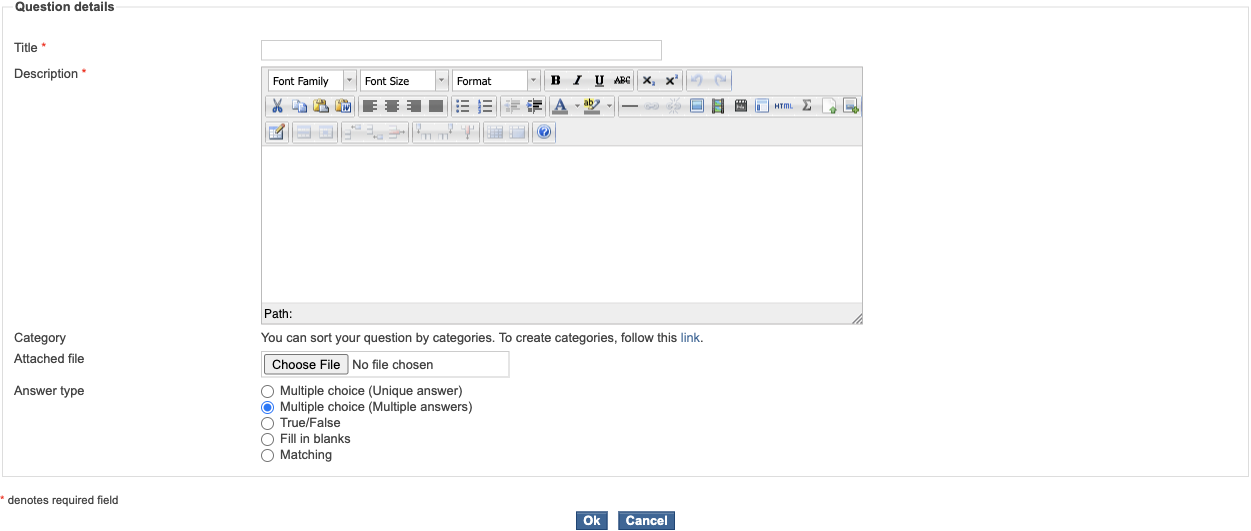 Question details
Title *
Description *
Font Family Font Size Format B I U ABC X, X²
HTML Σ
Path:
Category You can sort your question by categories. To create categories, follow this link.
Attached file Choose File No file chosen
Answer type Multiple choice (Unique answer)
Multiple choice (Multiple answers)
True/False
Fill in blanks
Matching
* denotes required field
Ok Cancel